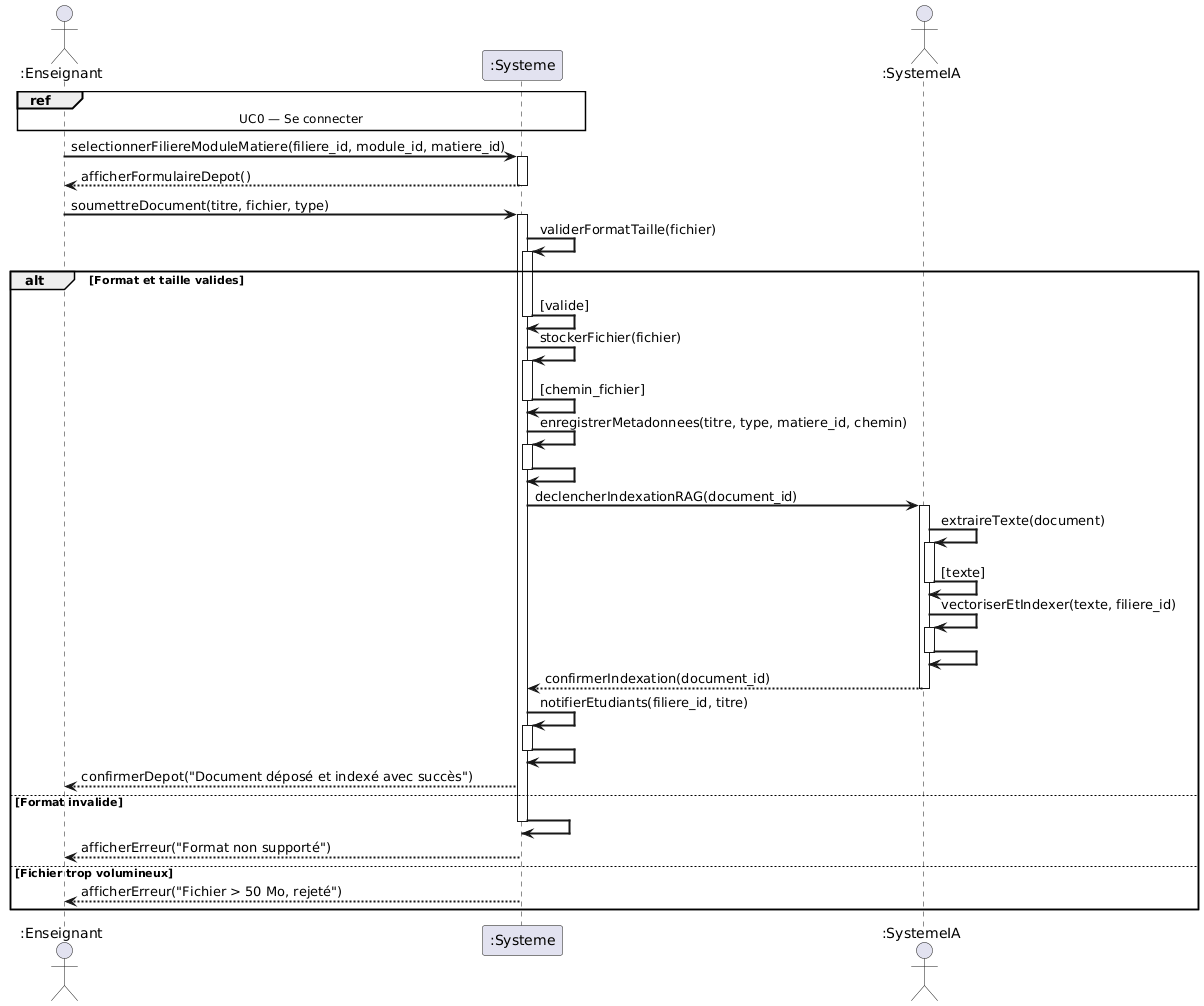 :Enseignant
:Systeme
:SystemeIA
ref
UC0 — Se connecter
selectionnerFiliereModuleMatiere(filiere_id, module_id, matiere_id)
afficherFormulaireDepot()
soumettreDocument(titre, fichier, type)
validerFormatTaille(fichier)
alt [Format et taille valides]
[valide]
stockerFichier(fichier)
[chemin_fichier]
enregistrerMetadonnees(titre, type, matiere_id, chemin)
declencherIndexationRAG(document_id)
extraireTexte(document)
[texte]
vectoriserEtIndexer(texte, filiere_id)
confirmerIndexation(document_id)
notifierEtudiants(filiere_id, titre)
confirmerDepot("Document déposé et indexé avec succès")
[Format invalide]
afficherErreur("Format non supporté")
[Fichier trop volumineux]
afficherErreur("Fichier > 50 Mo, rejeté")
:Enseignant
:Systeme
:SystemeIA